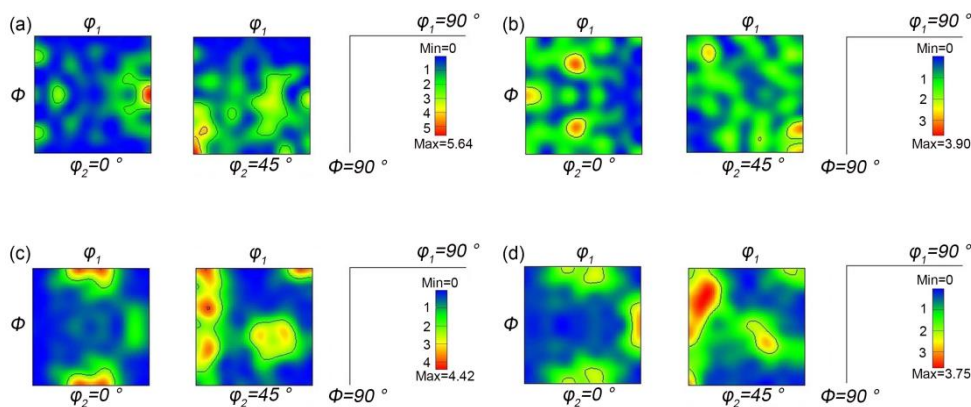 (a)
φ1
φ1
φ1=90 °
Min=0
1
2
3
4
5
Max=5.64
Φ
φ2=0 °
φ2=45 °
Φ=90 °
(b)
φ1
φ1
φ1=90 °
Min=0
1
2
3
Max=3.90
Φ
φ2=0 °
φ2=45 °
Φ=90 °
(c)
φ1
φ1
φ1=90 °
Min=0
1
2
3
4
Max=4.42
Φ
φ2=0 °
φ2=45 °
Φ=90 °
(d)
φ1
φ1
φ1=90 °
Min=0
1
2
3
Max=3.75
Φ
φ2=0 °
φ2=45 °
Φ=90 °